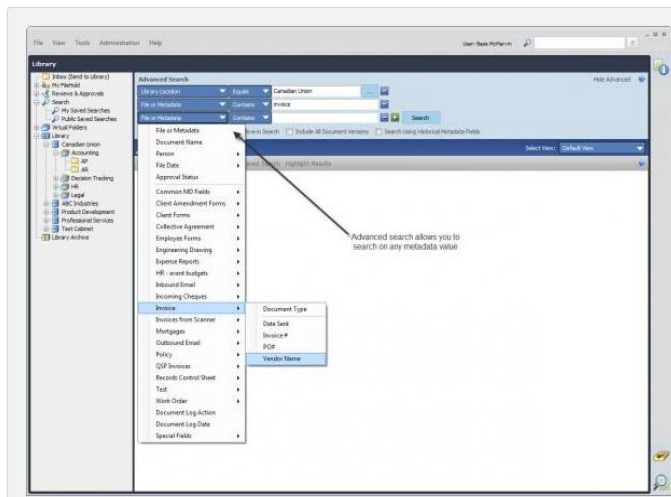 File View Tools Administration Help
User:
Library
Inbox (Send to Library)
My FileHold
Reviews & Approvals
Search
My Saved Searches
Public Saved Searches
Virtual Folders
Library
Canadian Union
Accounting
AP
AR
Decision Tracking
HR
Legal
ABC Industries
Product Development
Professional Services
Test Cabinet
Library Archive
Advanced Search
Hide Advanced
Library Location Equals Canadian Union ...
File or Metadata Contains invoice
File or Metadata Contains Search
in Search Include All Document Versions Search Using Historical Metadata Fields
Select View: Default View
Search Highlight Results
File or Metadata
Document Name
Person
File Date
Approval Status
Common MD Fields
Client Amendment Forms
Client Forms
Collective Agreement
Employee Forms
Engineering Drawing
Expense Reports
HR - event budgets
Inbound Email
Incoming Cheques
Invoice
Invoices from Scanner
Mortgages
Outbound Email
Policy
QSP Invoices
Records Control Sheet
Test
Work Order
Document Log Action
Document Log Date
Special Fields
Document Type
Date Sent
Invoice #
PO#
Vendor Name
Advanced search allows you to
search on any metadata value